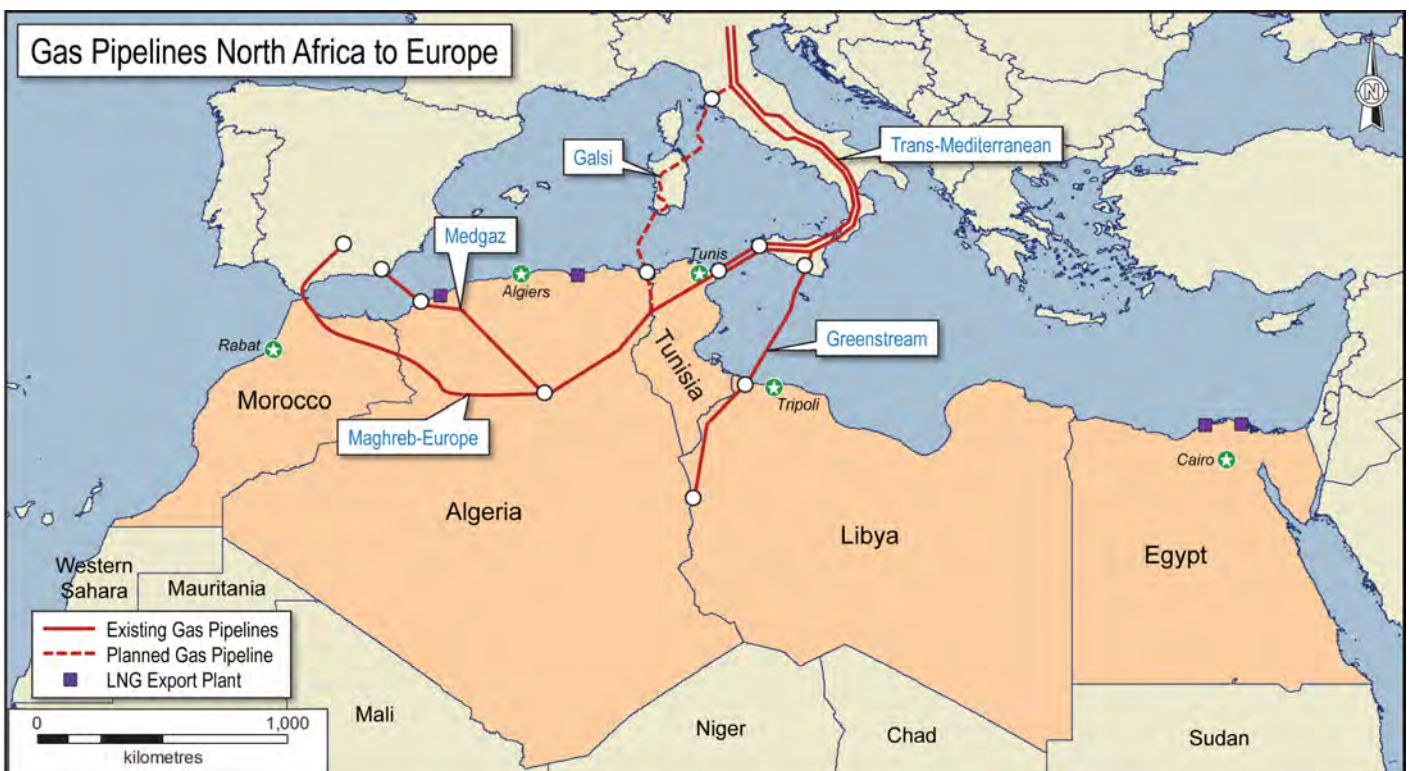 Gas Pipelines North Africa to Europe
N
Trans-Mediterranean
Galsi
Medgaz
Tunis
Algiers
Rabat
Greenstream
Tunisia
Morocco
Tripoli
Maghreb-Europe
Cairo
Algeria
Libya
Egypt
Western
Sahara
Mauritania
Existing Gas Pipelines
Planned Gas Pipeline
LNG Export Plant
Mali
Niger
Chad
Sudan
0 1,000
kilometres